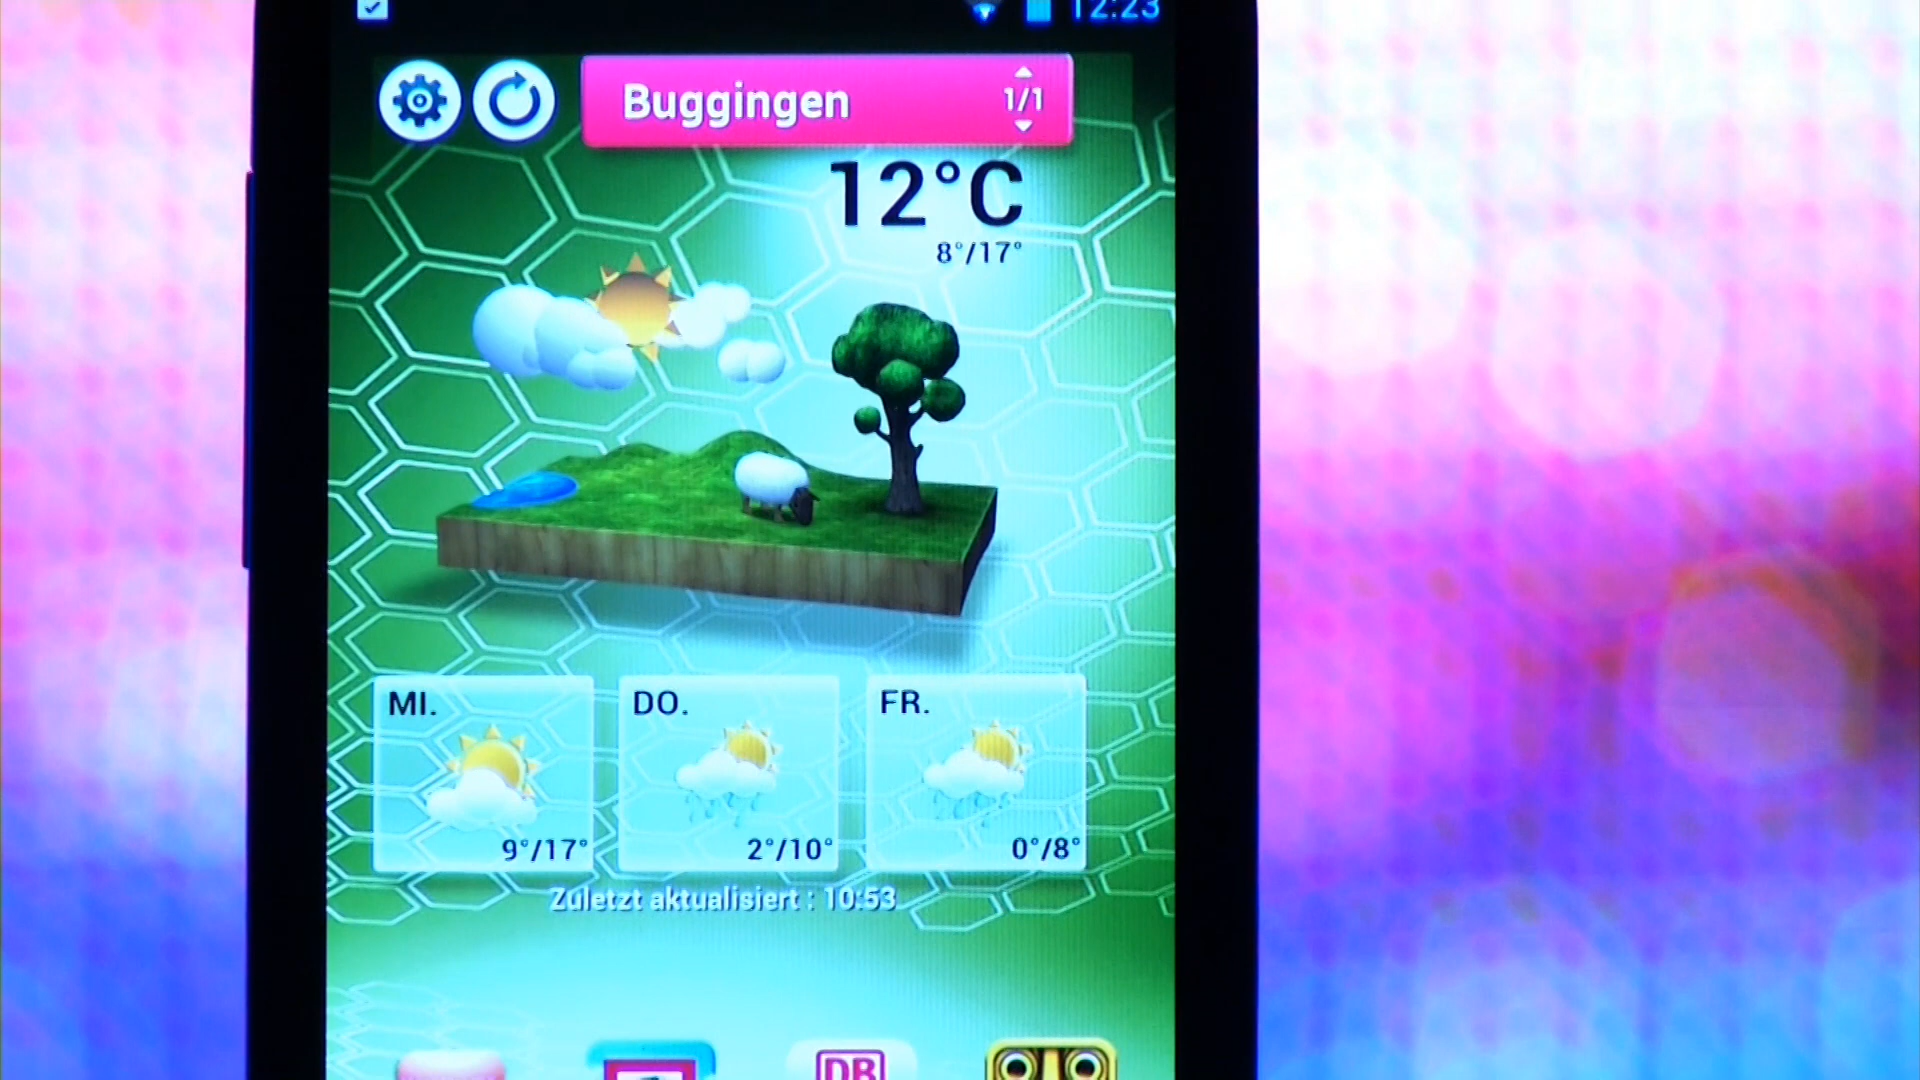 12:23
Buggingen
1/1
12°C
8°/17°
MI.
DO.
FR.
9°/17°
2°/10°
0°/8°
Zuletzt aktualisiert : 10:53
DB